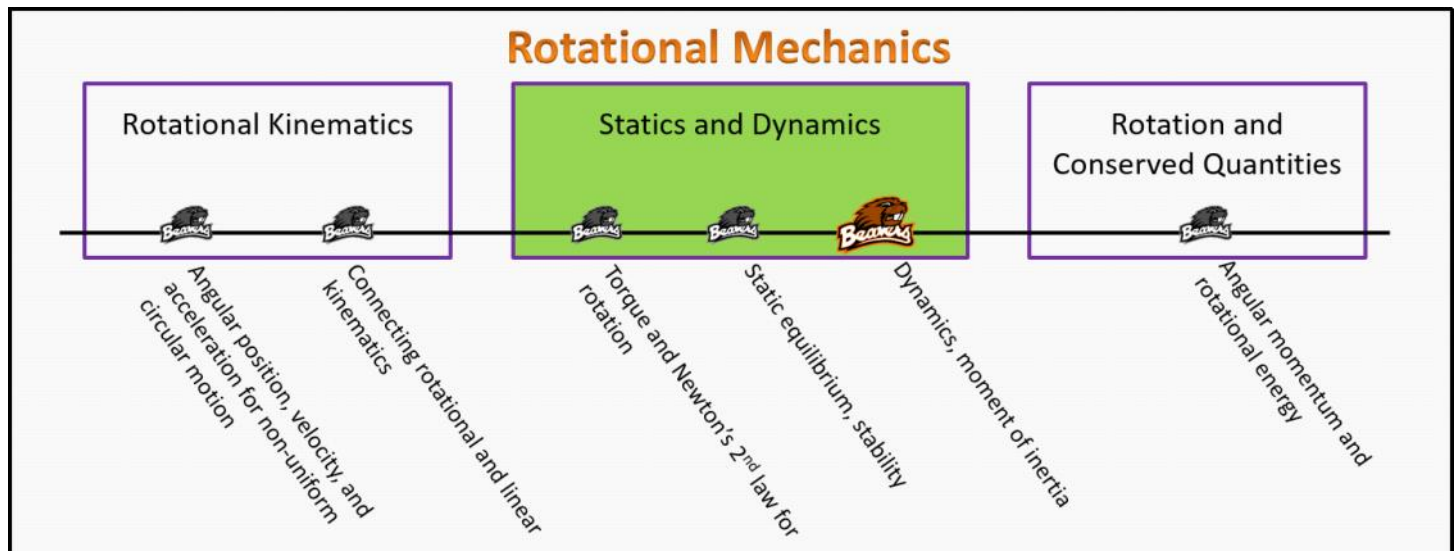 Rotational Mechanics
Rotational Kinematics
Statics and Dynamics
Rotation and
Conserved Quantities
Beavers
Beavers
Beavers
Beavers
Beavers
Beavers
Angular position, velocity, and
acceleration for non-uniform
circular motion
Connecting rotational and linear
kinematics
Torque and Newton's 2nd law for
rotation
Static equilibrium, stability
Dynamics, moment of inertia
Angular momentum and
rotational energy